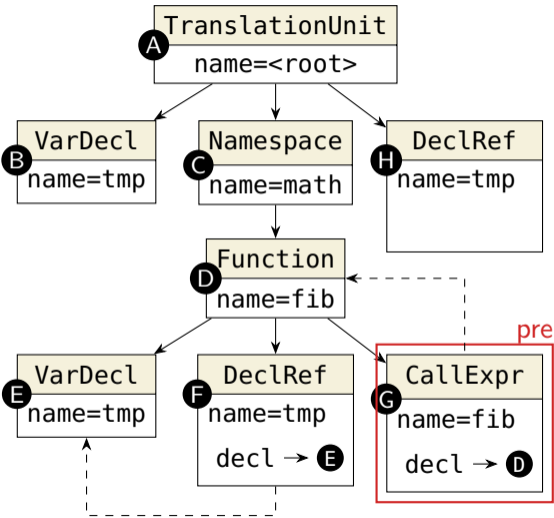 TranslationUnit
A
name=<root>
VarDecl
B
name=tmp
Namespace
C
name=math
DeclRef
H
name=tmp
Function
D
name=fib
pre
VarDecl
E
name=tmp
DeclRef
F
name=tmp
decl → E
CallExpr
G
name=fib
decl → D